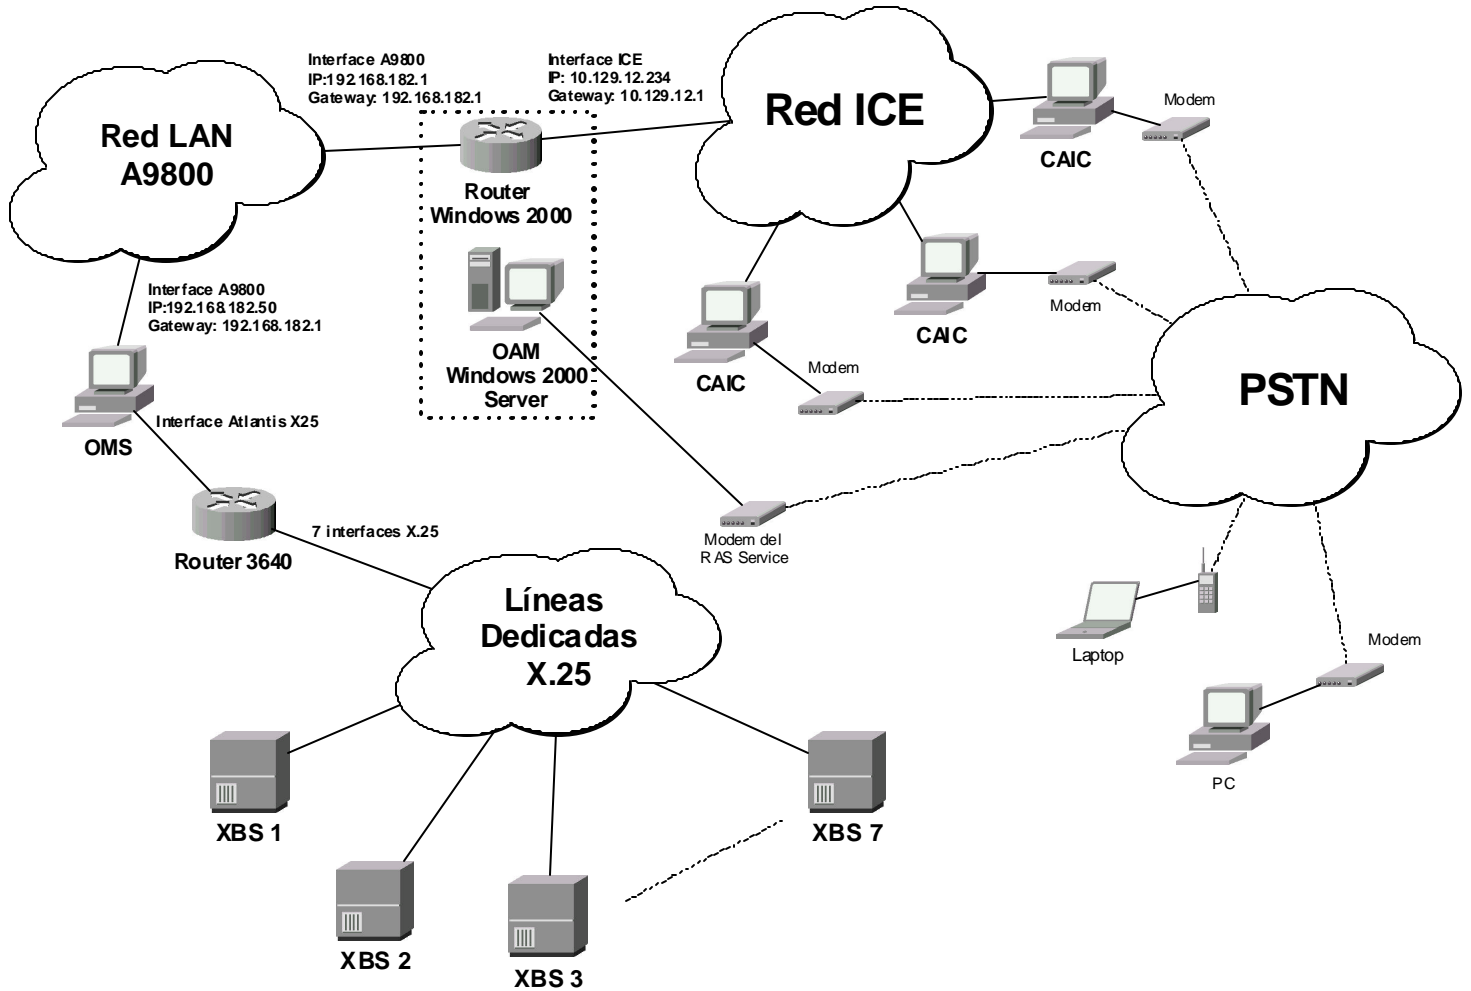 Interface A9800
IP:192.168.182.1
Gateway: 192.168.182.1
Interface ICE
IP: 10.129.12.234
Gateway: 10.129.12.1
Red LAN
A9800
Red ICE
Modem
CAIC
Router
Windows 2000
Interface A9800
IP:192.168.182.50
Gateway: 192.168.182.1
Modem
CAIC
OAM
Windows 2000
Server
Modem
CAIC
PSTN
OMS
Interface Atlantis X25
Router 3640
7 interfaces X.25
Modem del
RAS Service
Líneas
Dedicadas
X.25
Laptop
Modem
PC
XBS 1
XBS 2
XBS 3
XBS 7